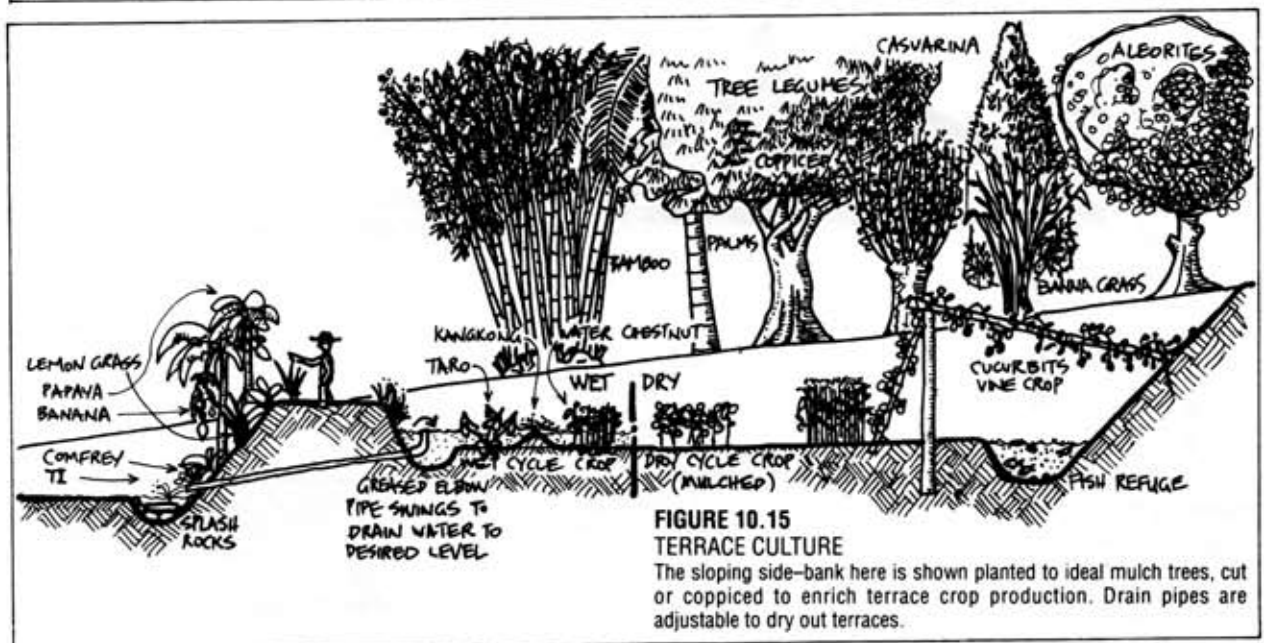 CASUARINA
ALEORITES
TREE LEGUMES
COPPICED
PALMS
BAMBOO
BANNA GRASS
KANGKONG
WATER CHESTNUT
TARO
WET
DRY
LEMON GRASS
PAPAYA
BANANA
COMFREY
TI
CUCURBITS
VINE CROP
WET CYCLE CROP
DRY CYCLE CROP
(MULCHED)
FISH REFUGE
GREASED ELBOW
PIPE SWINGS TO
DRAIN WATER TO
DESIRED LEVEL
SPLASH
ROCKS
FIGURE 10.15
TERRACE CULTURE
The sloping side–bank here is shown planted to ideal mulch trees, cut
or coppiced to enrich terrace crop production. Drain pipes are
adjustable to dry out terraces.